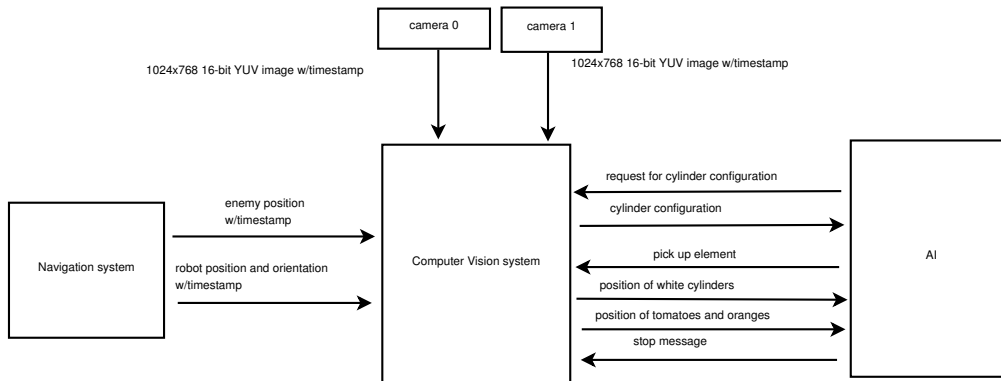 camera 0
camera 1
1024x768 16-bit YUV image w/timestamp
1024x768 16-bit YUV image w/timestamp
request for cylinder configuration
enemy position
w/timestamp
cylinder configuration
Navigation system
robot position and orientation
w/timestamp
Computer Vision system
pick up element
AI
position of white cylinders
position of tomatoes and oranges
stop message